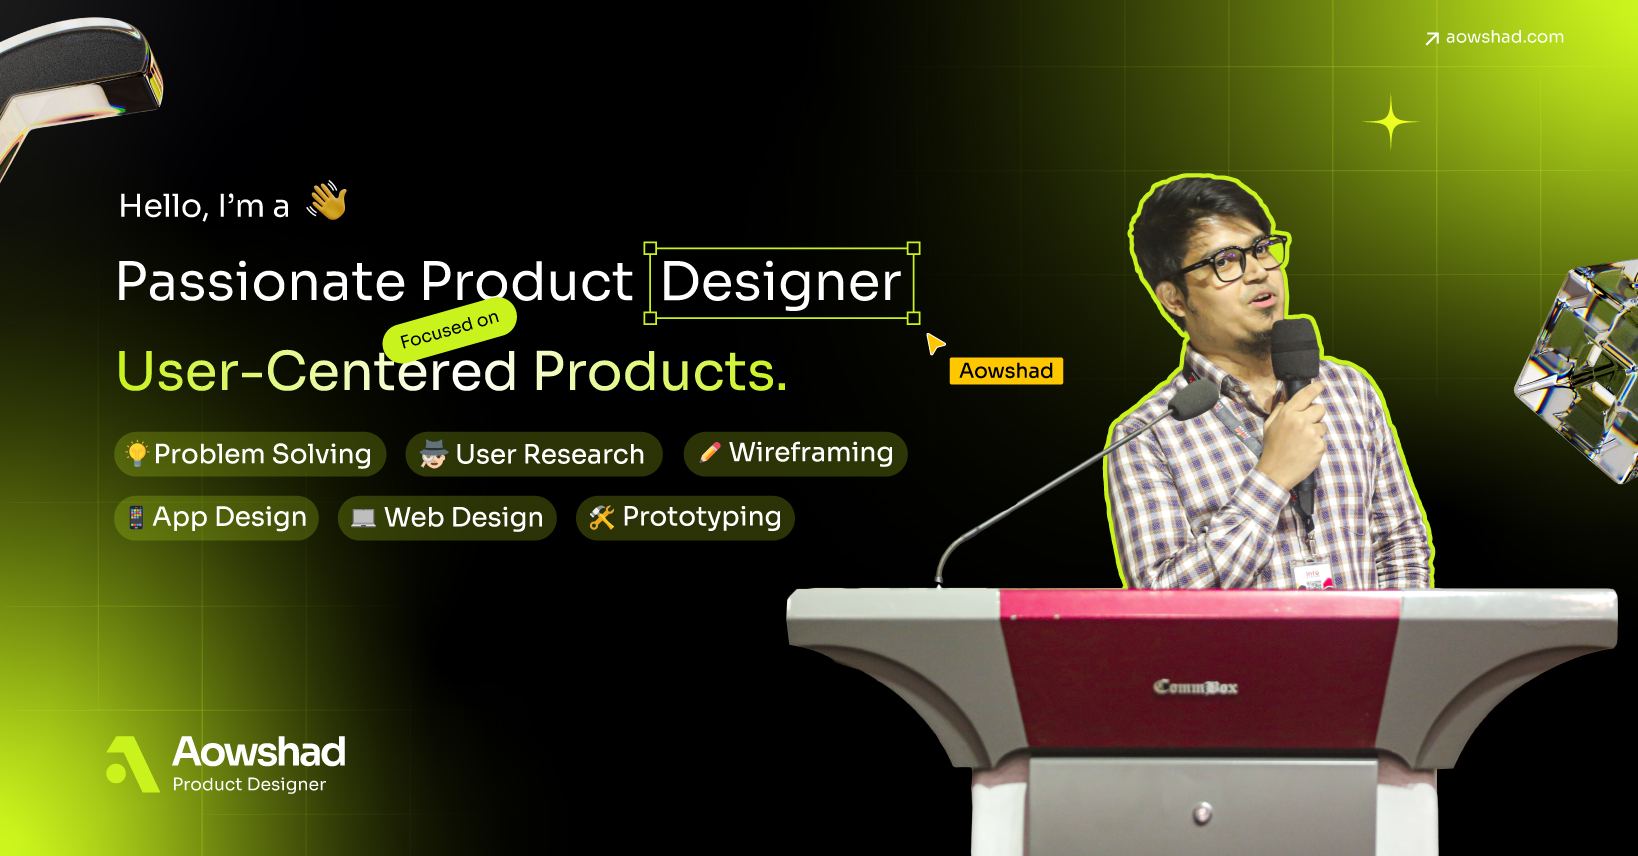 aowshad.com
Hello, I'm a
Passionate Product Designer
Focused on
User-Centered Products.
Aowshad
Problem Solving
User Research
Wireframing
App Design
Web Design
Prototyping
CommBox
Aowshad
Product Designer